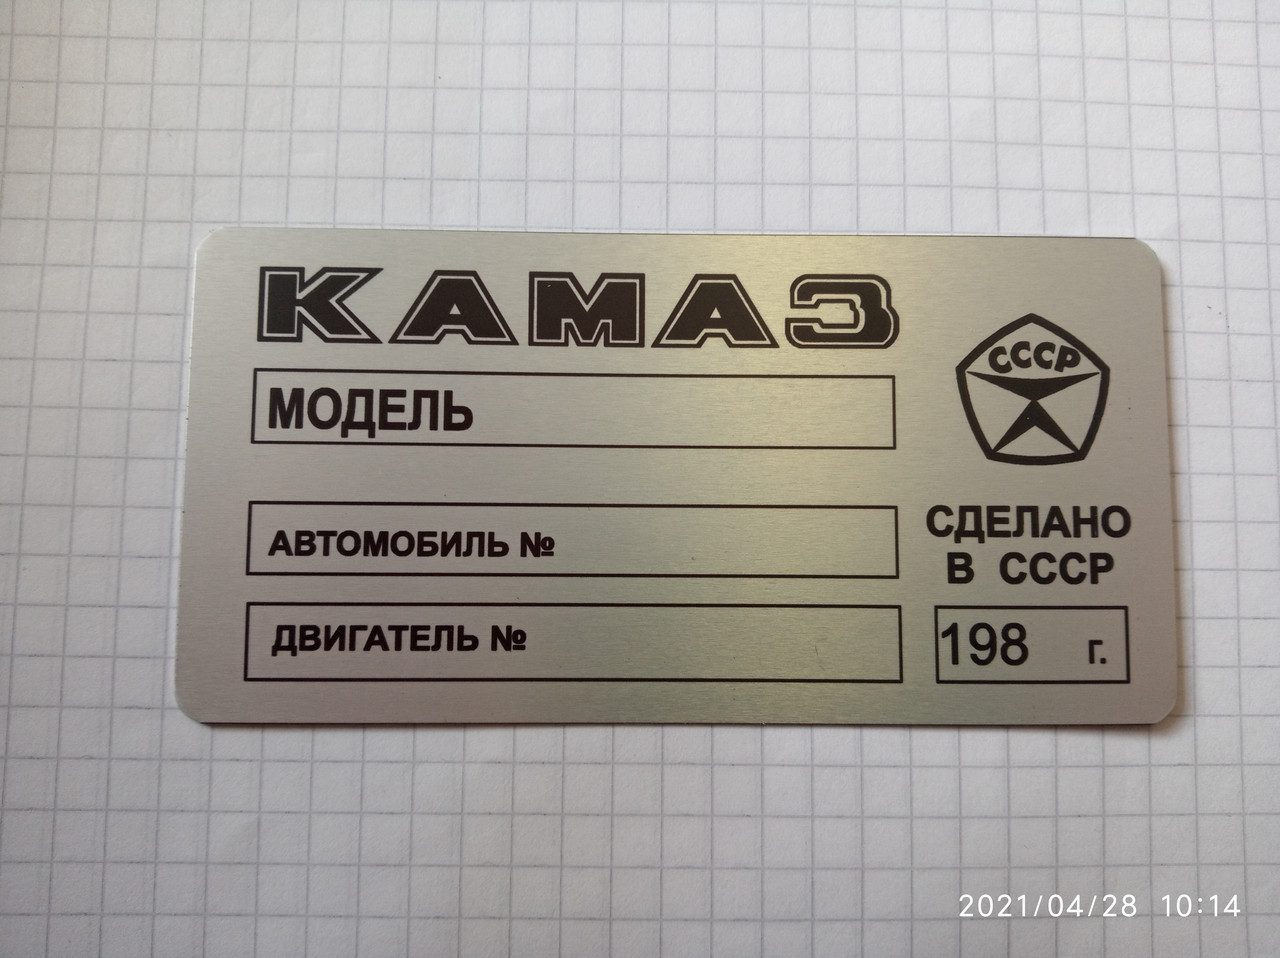 КАМАЗ
МОДЕЛЬ
АВТОМОБИЛЬ №
ДВИГАТЕЛЬ №
СССР
СДЕЛАНО
В СССР
198 г.
2021/04/28 10:14